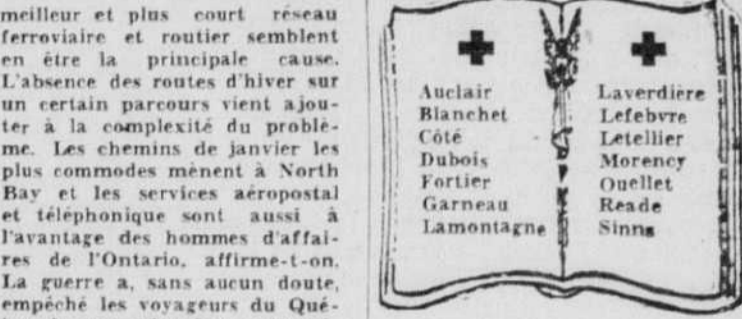 meilleur et plus court réseau
ferroviaire et routier semblent
en être la principale cause.
L'absence des routes d'hiver sur
un certain parcours vient ajou-
ter à la complexité du problè-
me. Les chemins de janvier les
plus commodes mènent à North
Bay et les services aéropostal
et téléphonique sont aussi à
l'avantage des hommes d'affai-
res de l'Ontario, affirme-t-on.
La guerre a, sans aucun doute,
empêché les voyageurs du Qué-
Auclair
Blanchet
Côté
Dubois
Fortier
Garneau
Lamontagne
Laverdière
Lefebvre
Letellier
Morency
Ouellet
Reade
Sinns